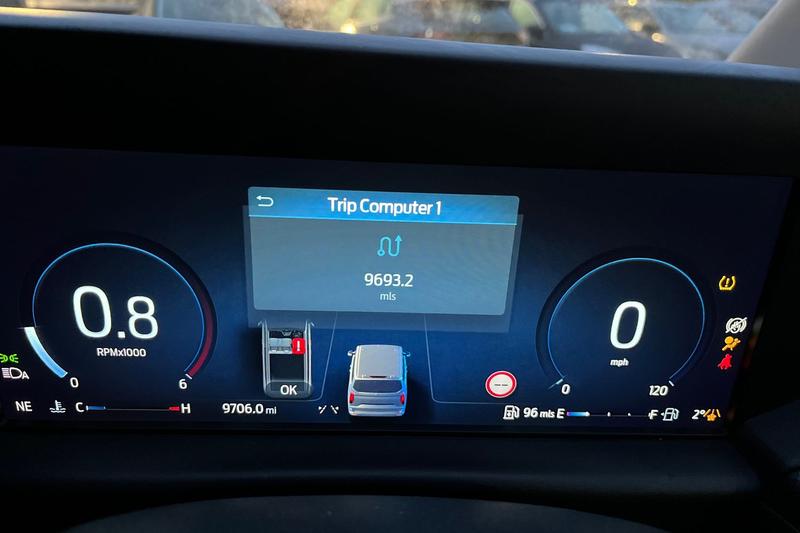 Trip Computer 1
9693.2
mls
0.8
RPMx1000
0
6
0
mph
0
120
OK
NE
C
H
9706.0 mi
--
96 mls
E
F
2°
A